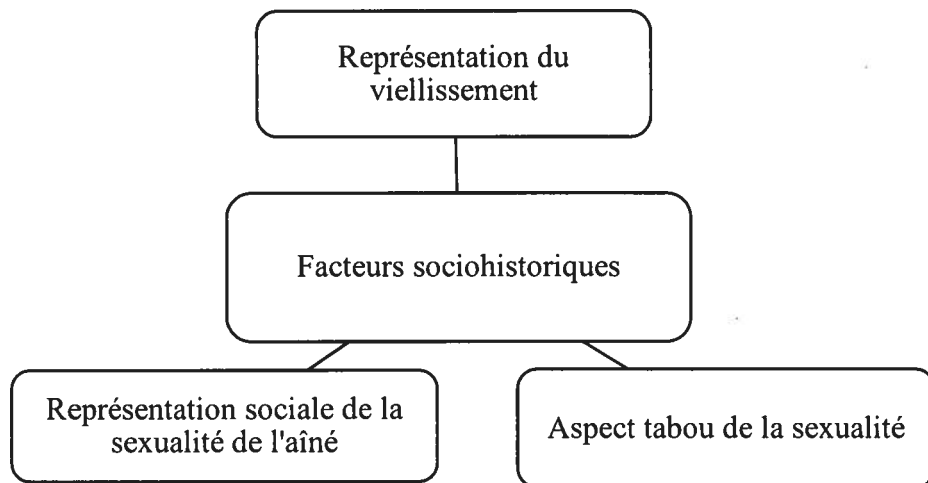 Représentation du
viellissement
Facteurs sociohistoriques
Représentation sociale de la
sexualité de l'aîné
Aspect tabou de la sexualité